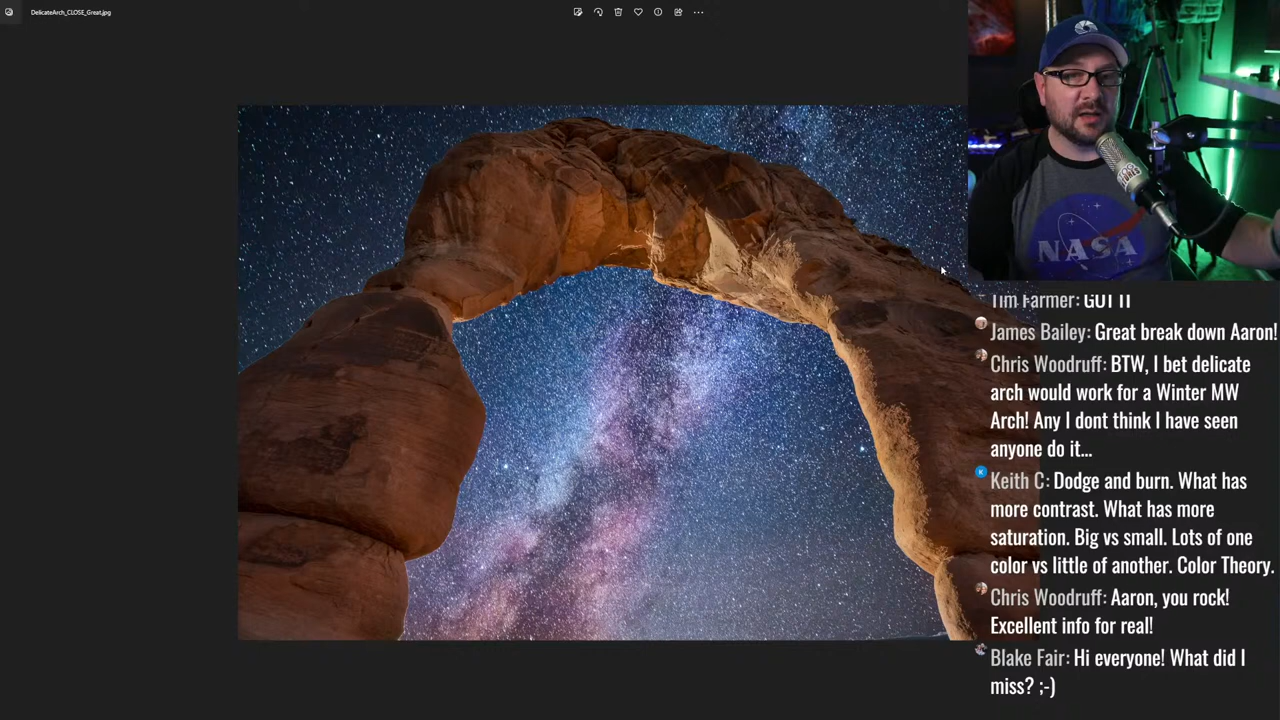 DelicateArch_CLOSE_Great.jpg
NASA
Tim Farmer: GOT IT
James Bailey: Great break down Aaron!
Chris Woodruff: BTW, I bet delicate
arch would work for a Winter MW
Arch! Any I dont think I have seen
anyone do it...
Keith C: Dodge and burn. What has
more contrast. What has more
saturation. Big vs small. Lots of one
color vs little of another. Color Theory.
Chris Woodruff: Aaron, you rock!
Excellent info for real!
Blake Fair: Hi everyone! What did I
miss? ;-)